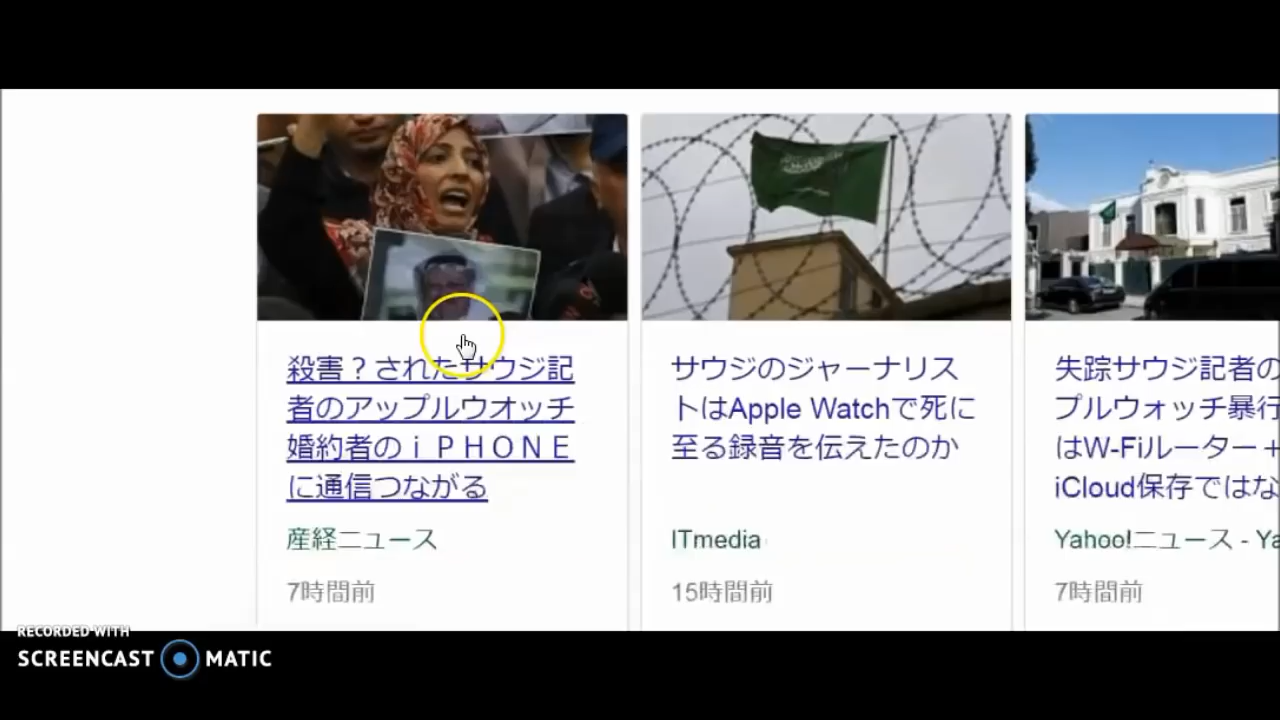 殺害？されたサウジ記
者のアップルウオッチ
婚約者のｉＰＨＯＮＥ
に通信つながる
産経ニュース
7時間前
サウジのジャーナリス
トはApple Watchで死に
至る録音を伝えたのか
ITmedia
15時間前
失踪サウジ記者の
プルウォッチ暴行
はW-Fiルーター＋
iCloud保存ではな
Yahoo!ニュース - Ya
7時間前
RECORDED WITH
SCREENCAST MATIC